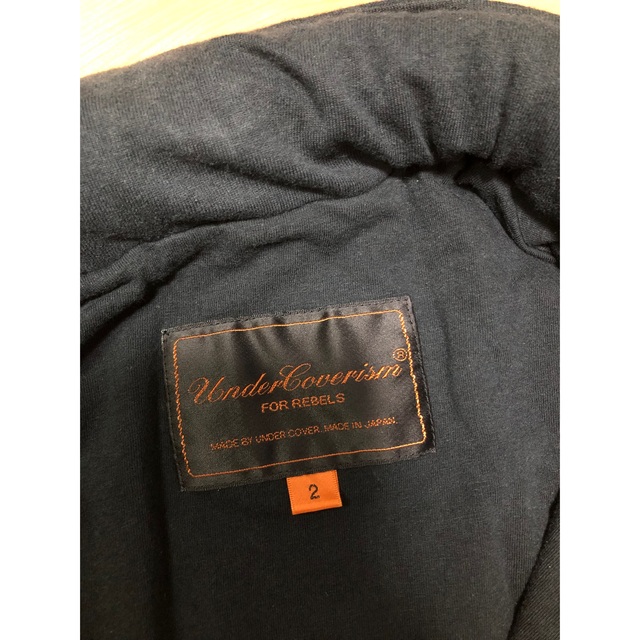 UnderCoverism®
FOR REBELS
MADE BY UNDER COVER. MADE IN JAPAN.
2